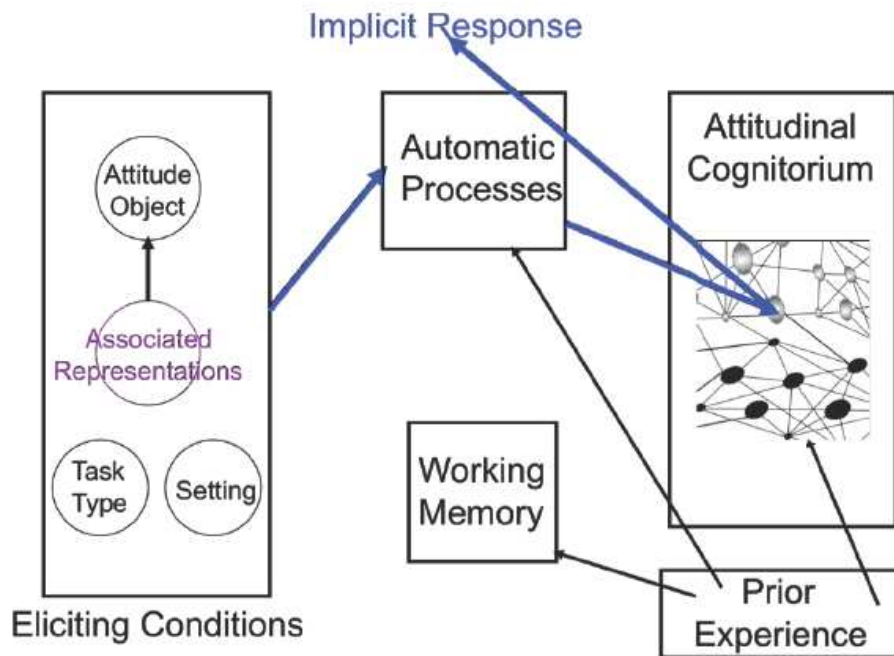 Implicit Response
Attitude
Object
Associated
Representations
Task
Type
Setting
Eliciting Conditions
Automatic
Processes
Working
Memory
Attitudinal
Cognitorium
Prior
Experience